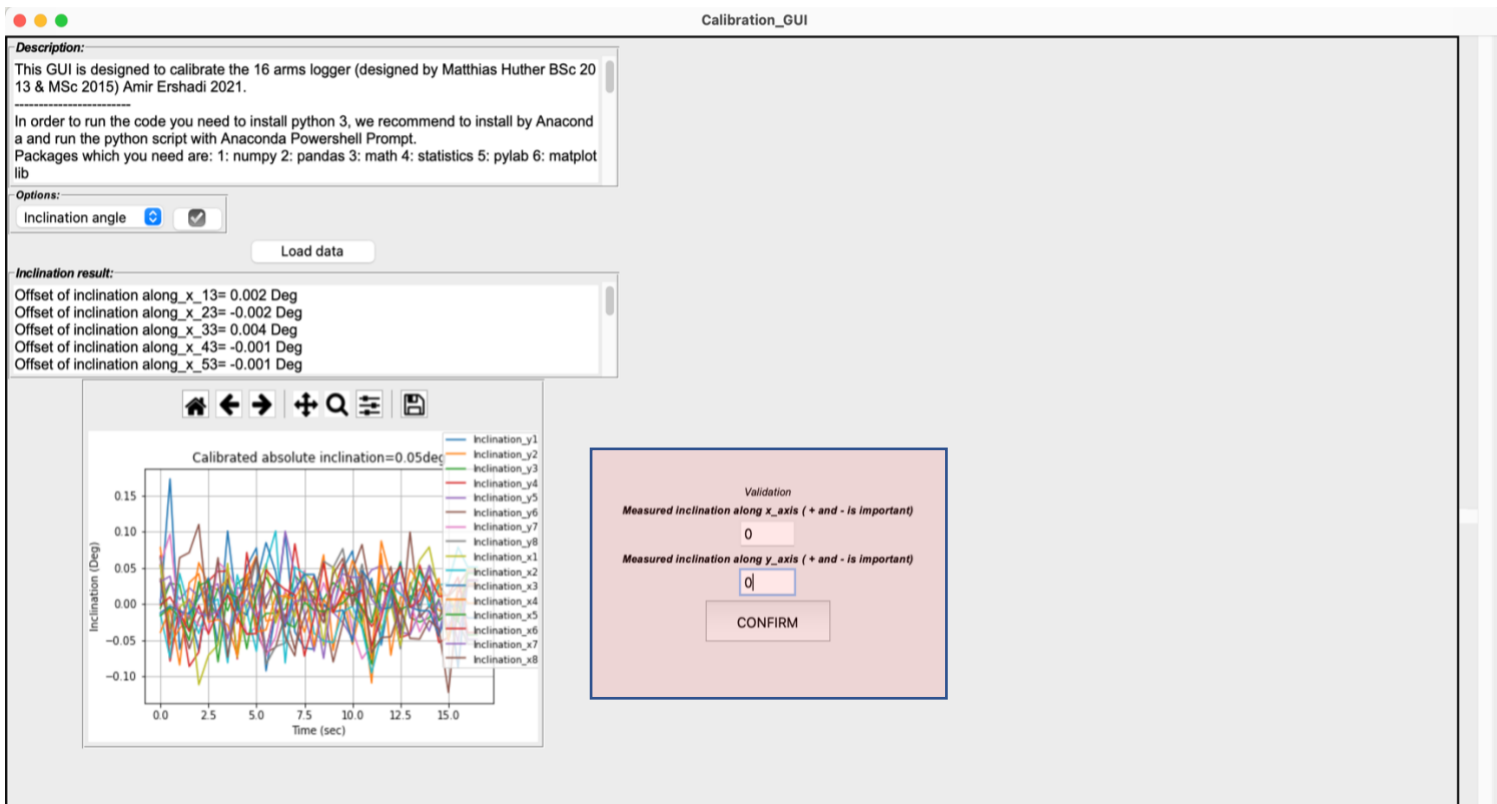 Calibration_GUI
Description:
This GUI is designed to calibrate the 16 arms logger (designed by Matthias Huther BSc 20
13 & MSc 2015) Amir Ershadi 2021.
------------------------
In order to run the code you need to install python 3, we recommend to install by Anacond
a and run the python script with Anaconda Powershell Prompt.
Packages which you need are: 1: numpy 2: pandas 3: math 4: statistics 5: pylab 6: matplot
lib
Options:
Inclination angle
Load data
Inclination result:
Offset of inclination along_x_13= 0.002 Deg
Offset of inclination along_x_23= -0.002 Deg
Offset of inclination along_x_33= 0.004 Deg
Offset of inclination along_x_43= -0.001 Deg
Offset of inclination along_x_53= -0.001 Deg
Calibrated absolute inclination=0.05deg
Inclination_y1
Inclination_y2
Inclination_y3
Inclination_y4
Inclination_y5
Inclination_y6
Inclination_y7
Inclination_y8
Inclination_x1
Inclination_x2
Inclination_x3
Inclination_x4
Inclination_x5
Inclination_x6
Inclination_x7
Inclination_x8
Inclination (Deg)
0.15
0.10
0.05
0.00
−0.05
−0.10
0.0 2.5 5.0 7.5 10.0 12.5 15.0
Time (sec)
Validation
Measured inclination along x_axis ( + and - is important)
0
Measured inclination along y_axis ( + and - is important)
0
CONFIRM